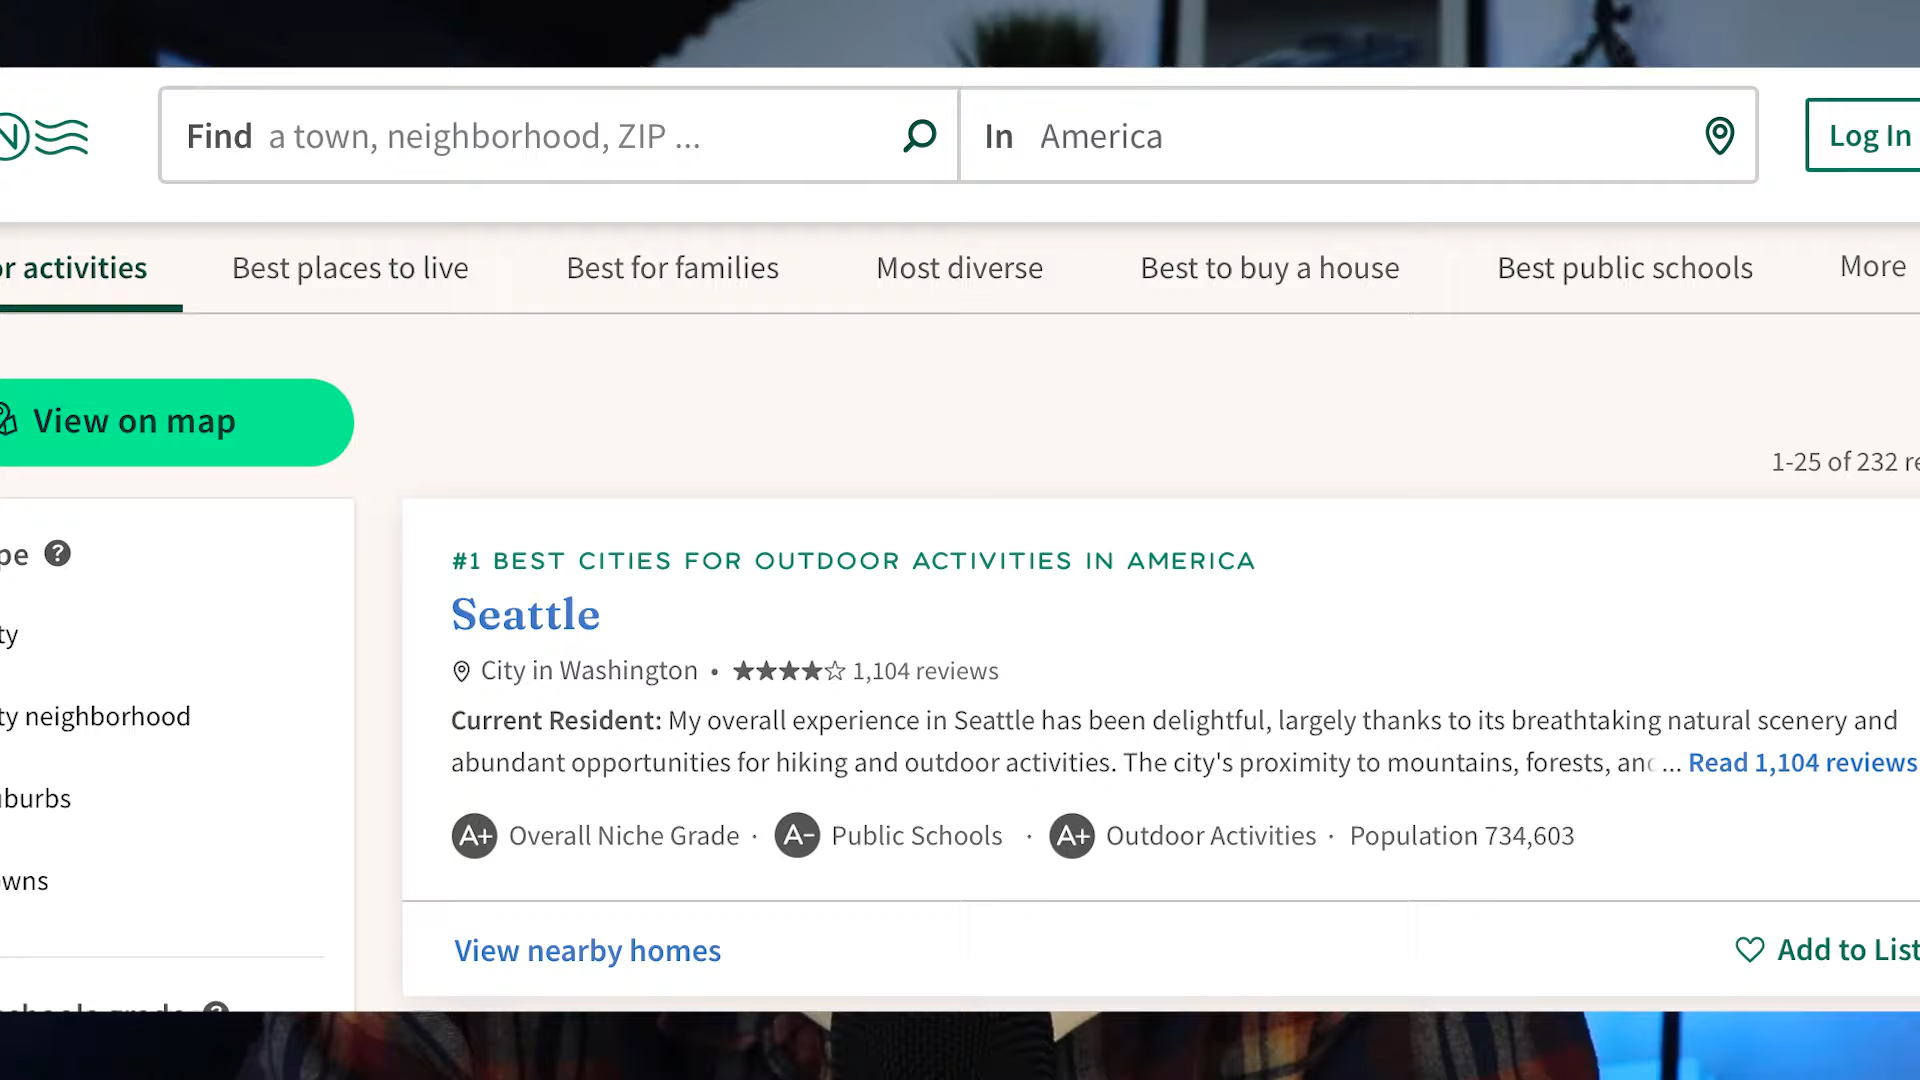 N
Find a town, neighborhood, ZIP ...
In America
Log In
r activities
Best places to live
Best for families
Most diverse
Best to buy a house
Best public schools
More
View on map
1-25 of 232 re
pe ?
ty
ty neighborhood
burbs
wns
#1 BEST CITIES FOR OUTDOOR ACTIVITIES IN AMERICA
Seattle
City in Washington • ★★★★☆ 1,104 reviews
Current Resident: My overall experience in Seattle has been delightful, largely thanks to its breathtaking natural scenery and
abundant opportunities for hiking and outdoor activities. The city's proximity to mountains, forests, and ... Read 1,104 reviews
A+ Overall Niche Grade · A- Public Schools · A+ Outdoor Activities · Population 734,603
View nearby homes
Add to List